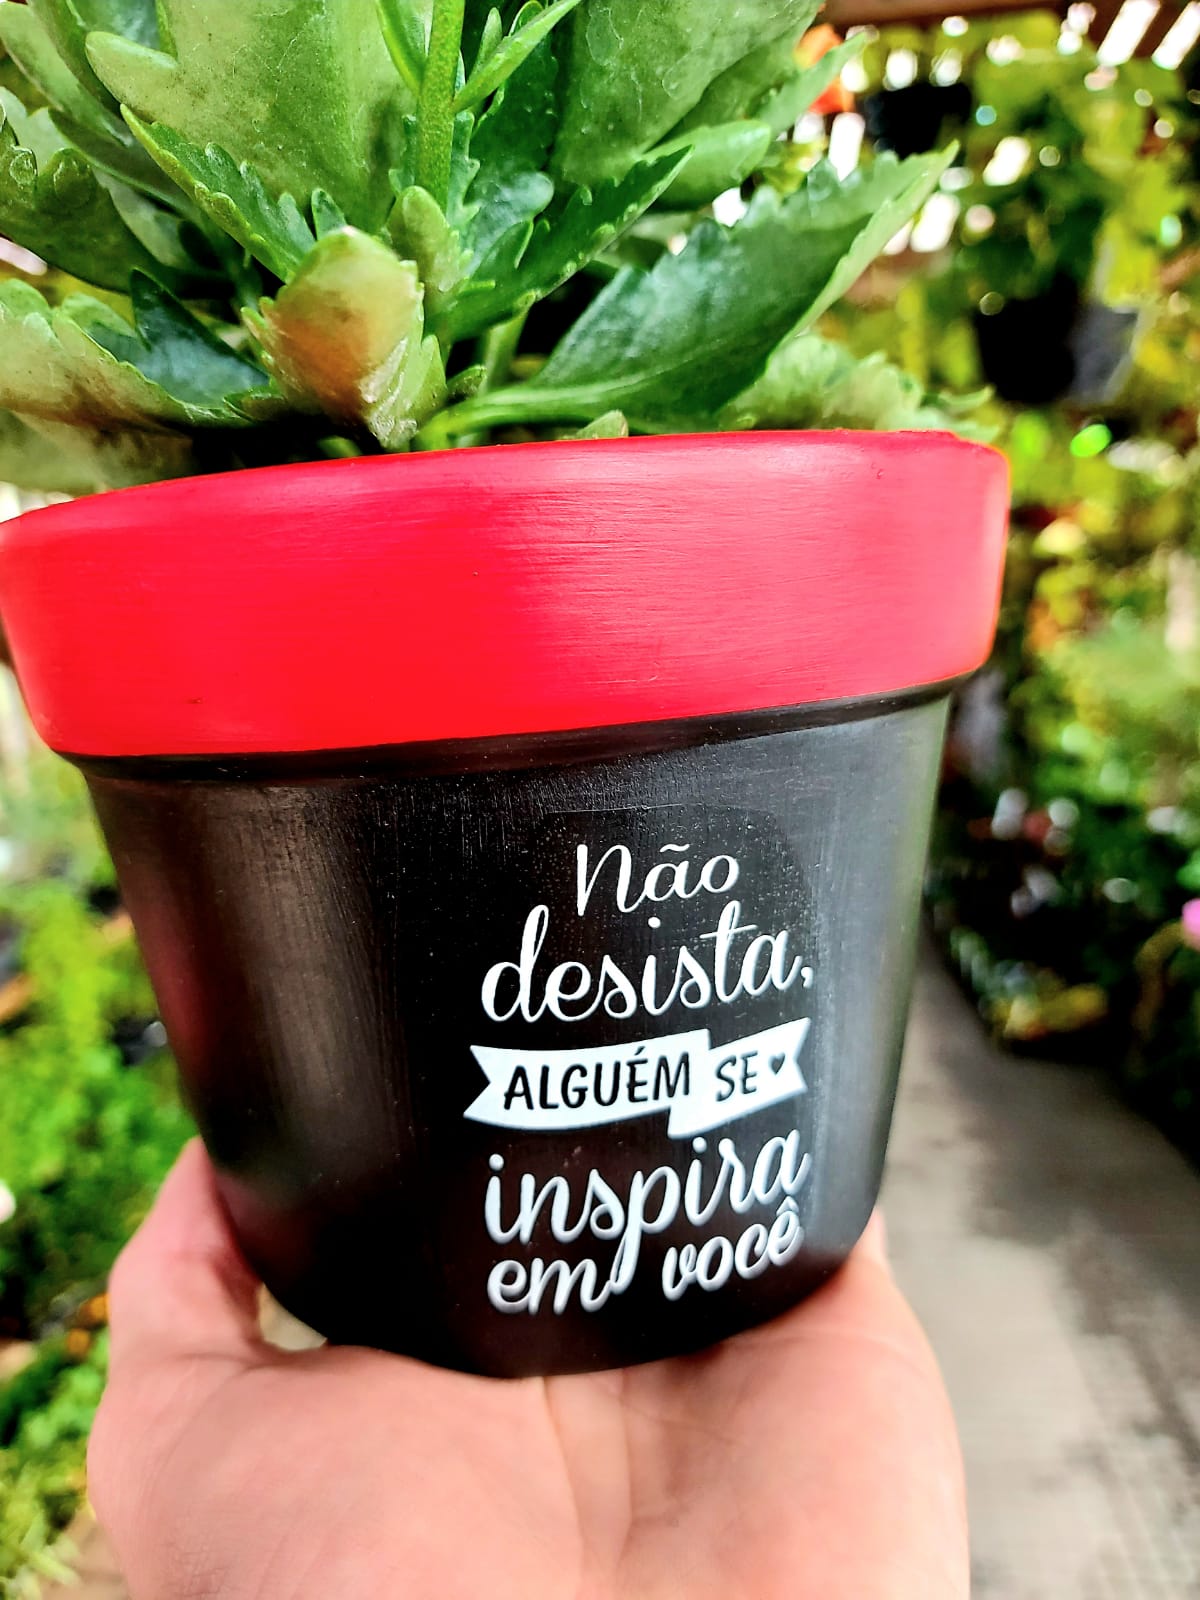 Não
desista,
ALGUÉM SE
inspira
em você